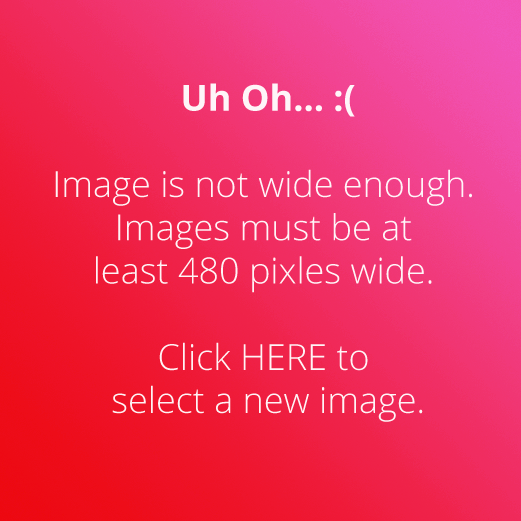 Uh Oh... :(
Image is not wide enough.
Images must be at
least 480 pixles wide.
Click HERE to
select a new image.